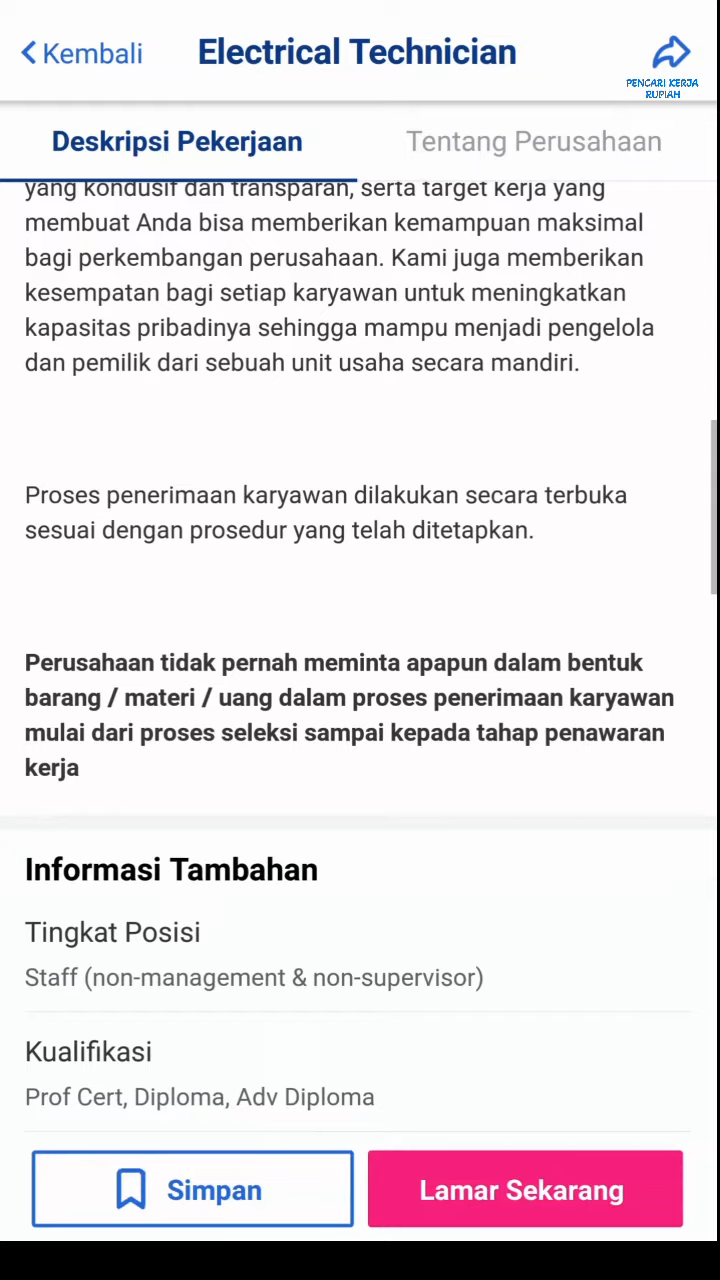 Kembali
Electrical Technician
PENCARI KERJA
RUPIAH
Deskripsi Pekerjaan
Tentang Perusahaan
yang kondusif dan transparan, serta target kerja yang
membuat Anda bisa memberikan kemampuan maksimal
bagi perkembangan perusahaan. Kami juga memberikan
kesempatan bagi setiap karyawan untuk meningkatkan
kapasitas pribadinya sehingga mampu menjadi pengelola
dan pemilik dari sebuah unit usaha secara mandiri.
Proses penerimaan karyawan dilakukan secara terbuka
sesuai dengan prosedur yang telah ditetapkan.
Perusahaan tidak pernah meminta apapun dalam bentuk
barang / materi / uang dalam proses penerimaan karyawan
mulai dari proses seleksi sampai kepada tahap penawaran
kerja
Informasi Tambahan
Tingkat Posisi
Staff (non-management & non-supervisor)
Kualifikasi
Prof Cert, Diploma, Adv Diploma
Simpan
Lamar Sekarang